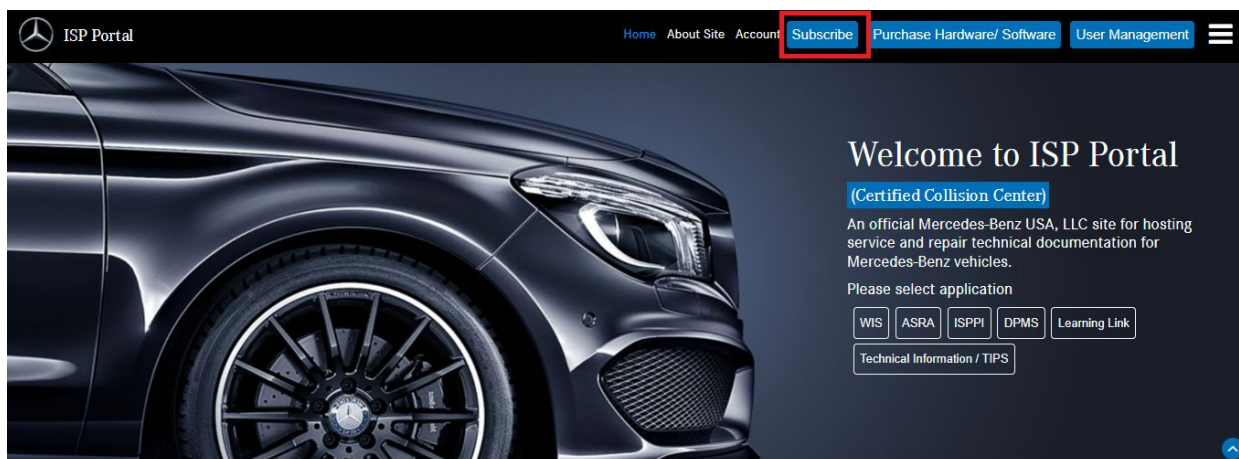 ISP Portal
Home About Site Account Subscribe Purchase Hardware/ Software User Management
Welcome to ISP Portal
(Certified Collision Center)
An official Mercedes-Benz USA, LLC site for hosting
service and repair technical documentation for
Mercedes-Benz vehicles.
Please select application
WIS ASRA ISPPI DPMS Learning Link
Technical Information / TIPS